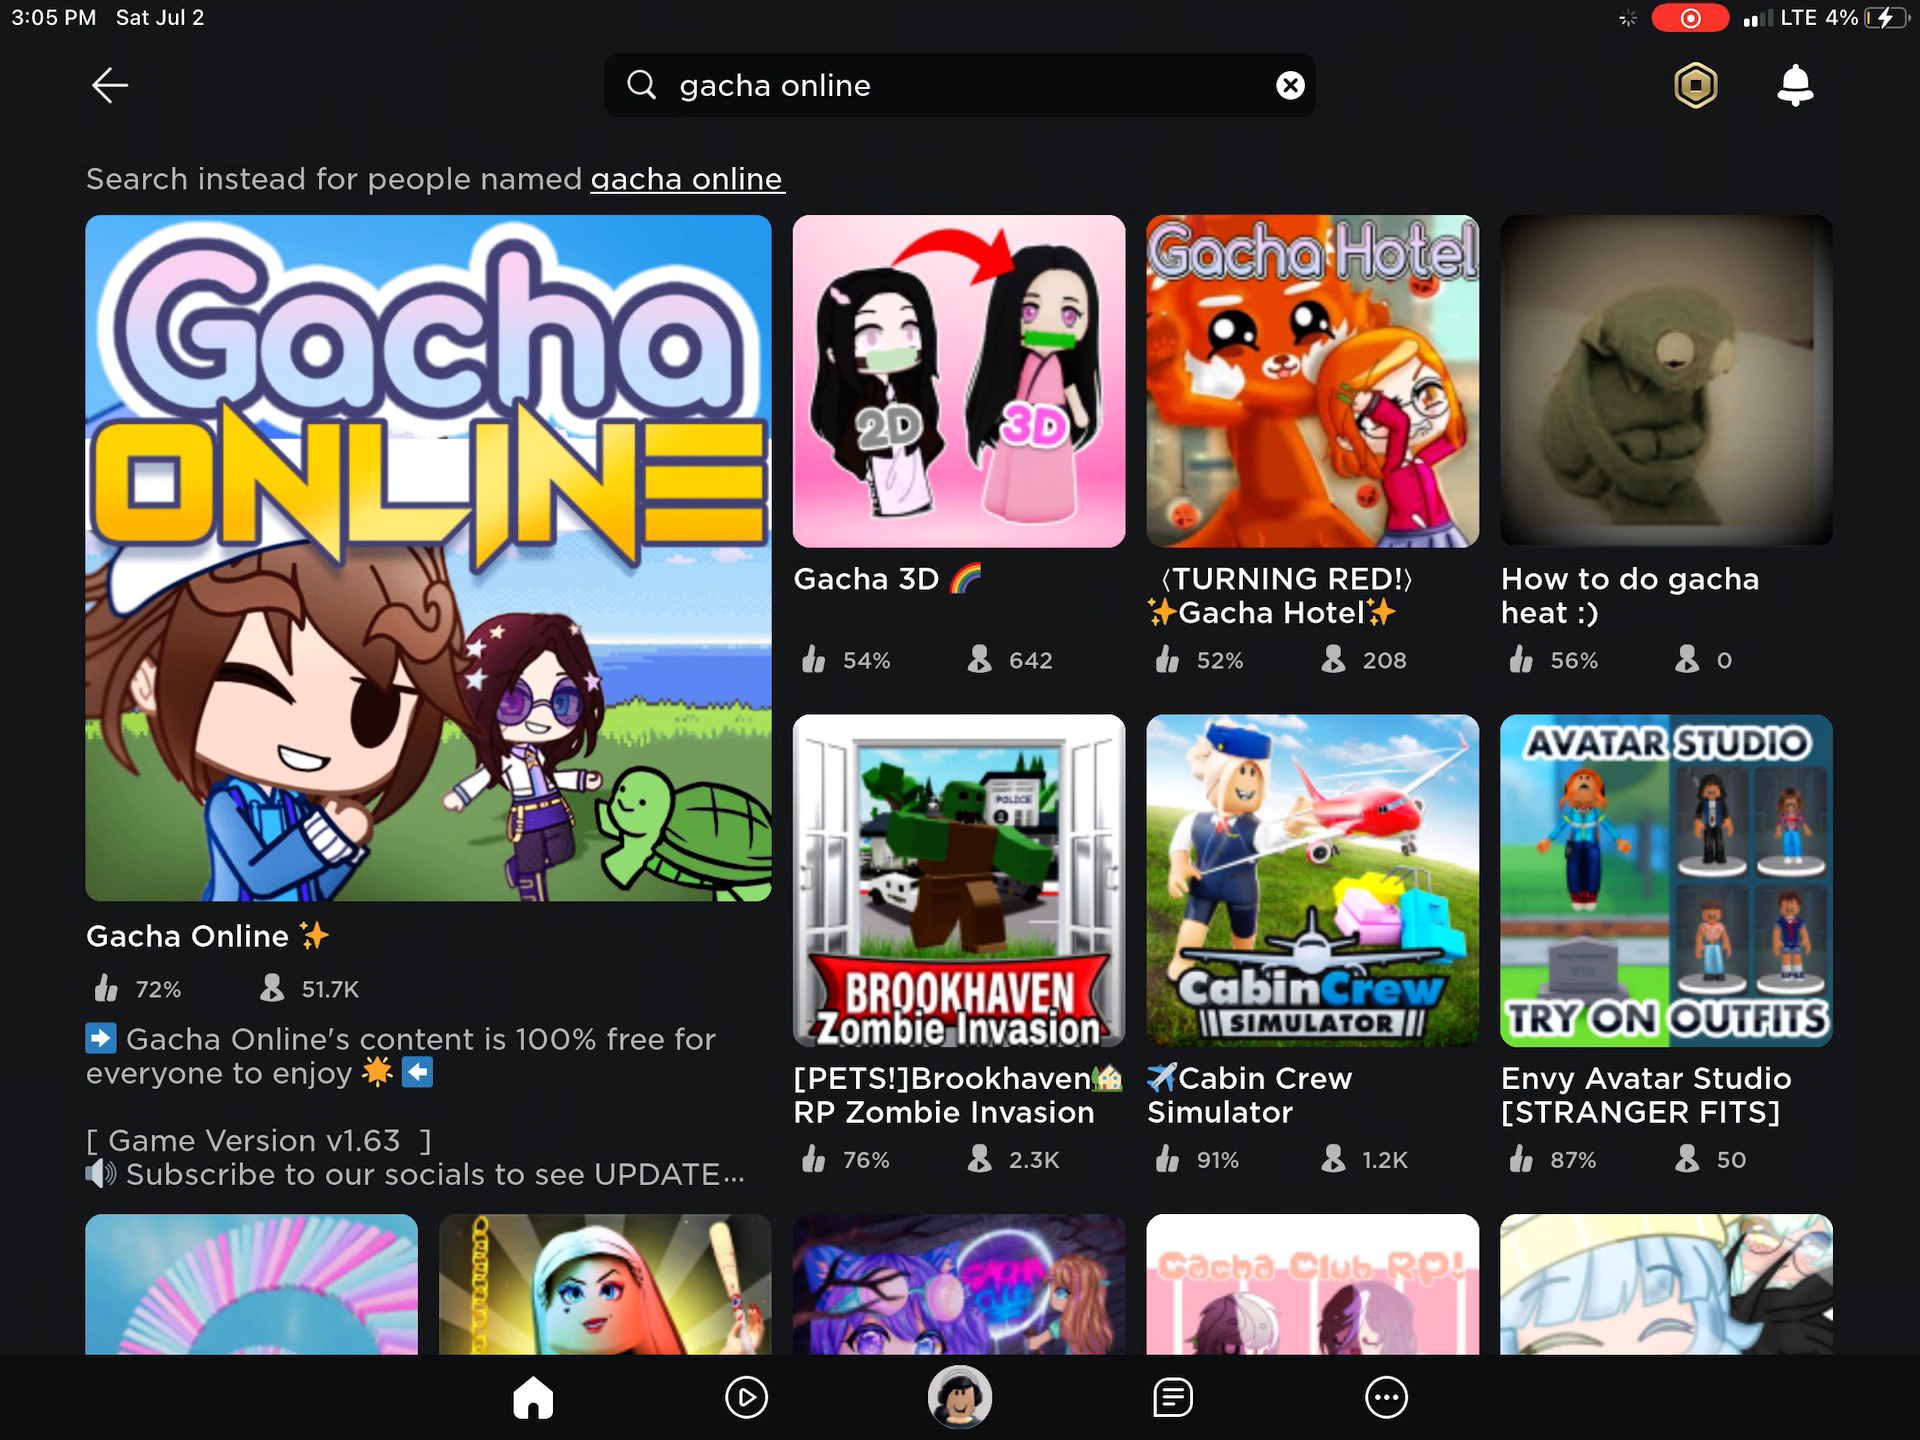 3:05 PM Sat Jul 2
LTE 4%
gacha online
Search instead for people named gacha online
Gacha
ONLINE
Gacha Online ✨
72% 51.7K
➡️ Gacha Online's content is 100% free for
everyone to enjoy 🌟 ⬅️
[ Game Version v1.63 ]
🔊 Subscribe to our socials to see UPDATE...
2D
3D
Gacha 3D 🌈
54% 642
Gacha Hotel
〈TURNING RED!〉
✨Gacha Hotel✨
52% 208
How to do gacha
heat :)
56% 0
POLICE
BROOKHAVEN
Zombie Invasion
[PETS!]Brookhaven🏡
RP Zombie Invasion
76% 2.3K
CabinCrew
SIMULATOR
✈️Cabin Crew
Simulator
91% 1.2K
AVATAR STUDIO
TRY ON OUTFITS
Envy Avatar Studio
[STRANGER FITS]
87% 50
GACHA
CLUB
Gacha Club RP!